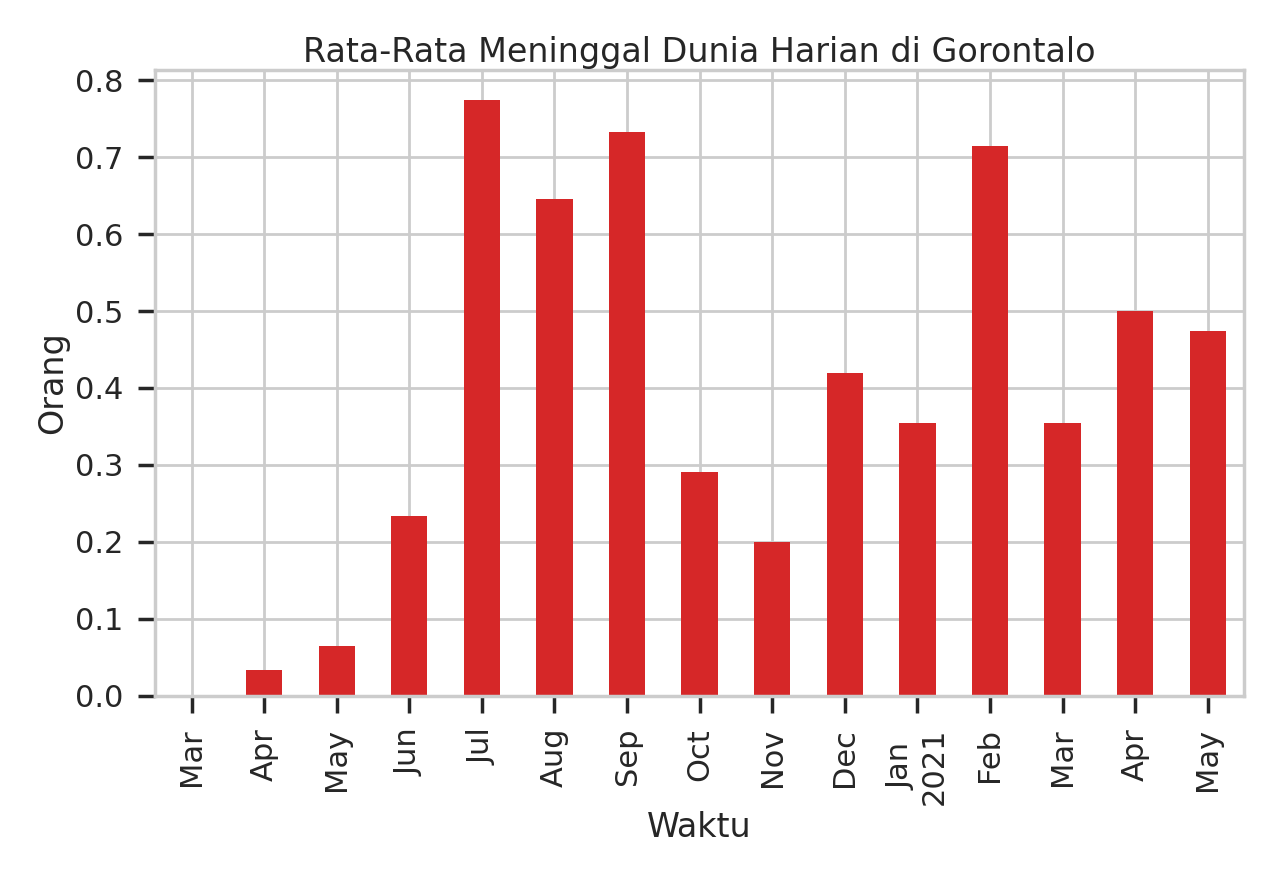 Rata-Rata Meninggal Dunia Harian di Gorontalo
0.8
0.7
0.6
0.5
0.4
0.3
0.2
0.1
0.0
Orang
Mar
Apr
May
Jun
Jul
Aug
Sep
Oct
Nov
Dec
Jan
2021
Feb
Mar
Apr
May
Waktu